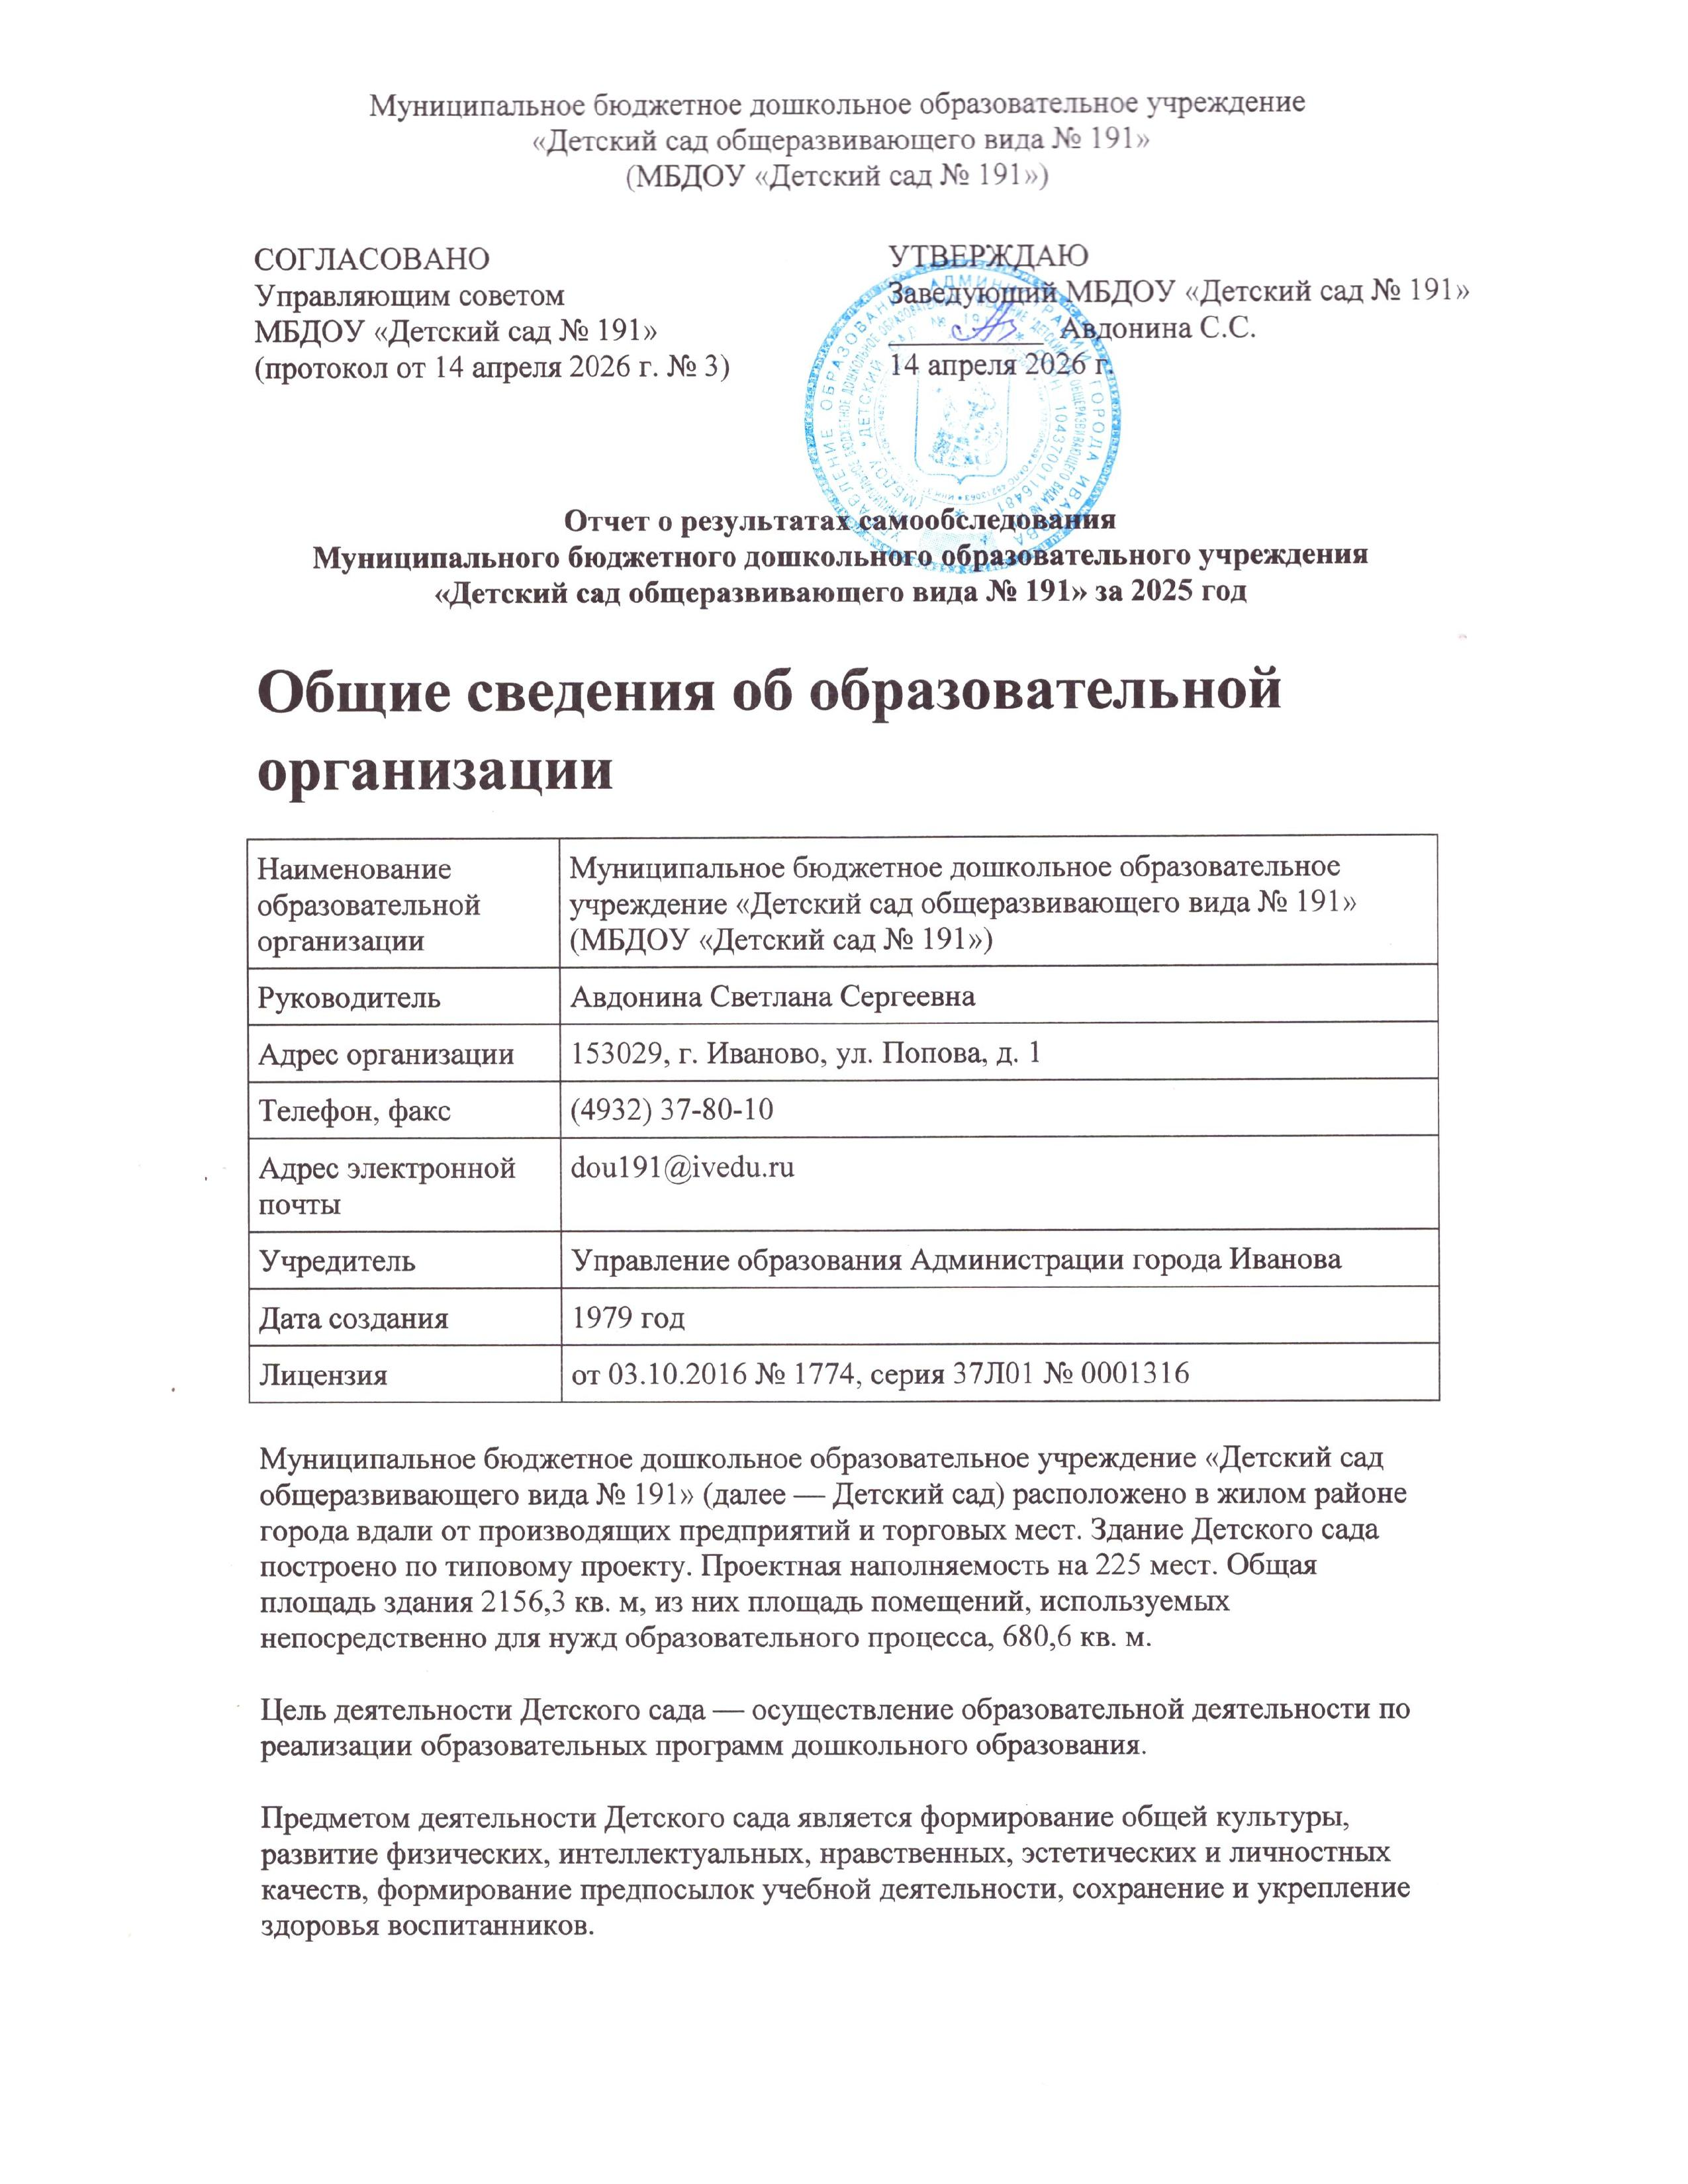 Муниципальное бюджетное дошкольное образовательное учреждение
«Детский сад общеразвивающего вида № 191»
(МБДОУ «Детский сад № 191»)
СОГЛАСОВАНО
Управляющим советом
МБДОУ «Детский сад № 191»
(протокол от 14 апреля 2026 г. № 3)
УТВЕРЖДАЮ
Заведующий МБДОУ «Детский сад № 191»
Авдонина С.С.
14 апреля 2026 г.
УПРАВЛЕНИЕ ОБРАЗОВАНИЯ АДМИНИСТРАЦИИ ГОРОДА ИВАНОВА
Отчет о результатах самообследования
Муниципального бюджетного дошкольного образовательного учреждения
«Детский сад общеразвивающего вида № 191» за 2025 год
Общие сведения об образовательной
организации
Наименование
образовательной
организации
Муниципальное бюджетное дошкольное образовательное
учреждение «Детский сад общеразвивающего вида № 191»
(МБДОУ «Детский сад № 191»)
Руководитель
Авдонина Светлана Сергеевна
Адрес организации
153029, г. Иваново, ул. Попова, д. 1
Телефон, факс
(4932) 37-80-10
Адрес электронной
почты
dou191@ivedu.ru
Учредитель
Управление образования Администрации города Иванова
Дата создания
1979 год
Лицензия
от 03.10.2016 № 1774, серия 37Л01 № 0001316
Муниципальное бюджетное дошкольное образовательное учреждение «Детский сад
общеразвивающего вида № 191» (далее — Детский сад) расположено в жилом районе
города вдали от производящих предприятий и торговых мест. Здание Детского сада
построено по типовому проекту. Проектная наполняемость на 225 мест. Общая
площадь здания 2156,3 кв. м, из них площадь помещений, используемых
непосредственно для нужд образовательного процесса, 680,6 кв. м.
Цель деятельности Детского сада — осуществление образовательной деятельности по
реализации образовательных программ дошкольного образования.
Предметом деятельности Детского сада является формирование общей культуры,
развитие физических, интеллектуальных, нравственных, эстетических и личностных
качеств, формирование предпосылок учебной деятельности, сохранение и укрепление
здоровья воспитанников.